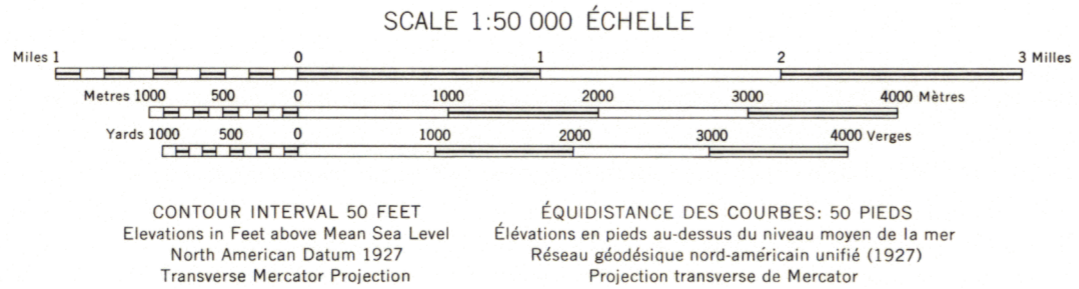 SCALE 1:50 000 ÉCHELLE
Miles 1 0 1 2 3 Milles
Metres 1000 500 0 1000 2000 3000 4000 Mètres
Yards 1000 500 0 1000 2000 3000 4000 Verges
CONTOUR INTERVAL 50 FEET
Elevations in Feet above Mean Sea Level
North American Datum 1927
Transverse Mercator Projection
ÉQUIDISTANCE DES COURBES: 50 PIEDS
Élévations en pieds au-dessus du niveau moyen de la mer
Réseau géodésique nord-américain unifié (1927)
Projection transverse de Mercator